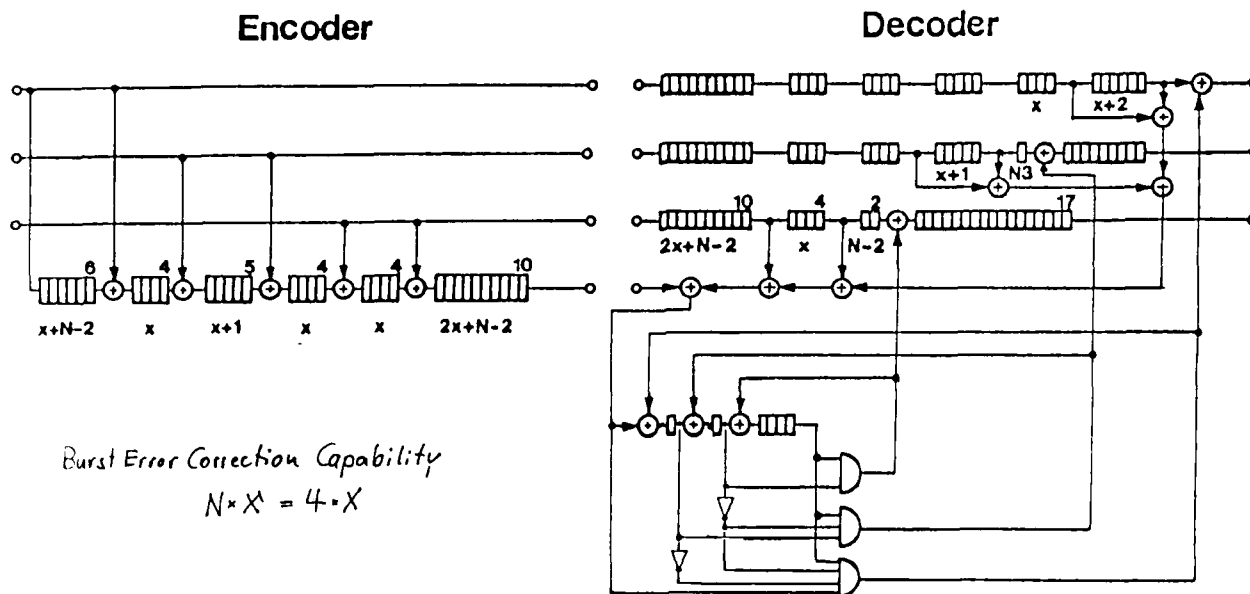 Encoder
Decoder
x
x+2
x+1
N3
10
4
2
17
2x+N-2
x
N-2
6
4
5
4
4
10
x+N-2
x
x+1
x
x
2x+N-2
Burst Error Correction Capability
N × X = 4 • X